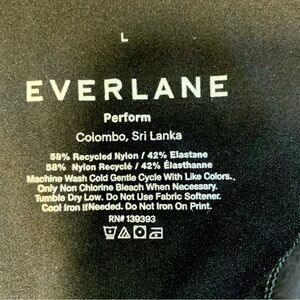 L
EVERLANE
Perform
Colombo, Sri Lanka
58% Recycled Nylon / 42% Elastane
58% Nylon Recyclé / 42% Élasthanne
Machine Wash Cold Gentle Cycle With Like Colors.
Only Non Chlorine Bleach When Necessary.
Tumble Dry Low. Do Not Use Fabric Softener.
Cool Iron IfNeeded. Do Not Iron On Print.
RN# 139393